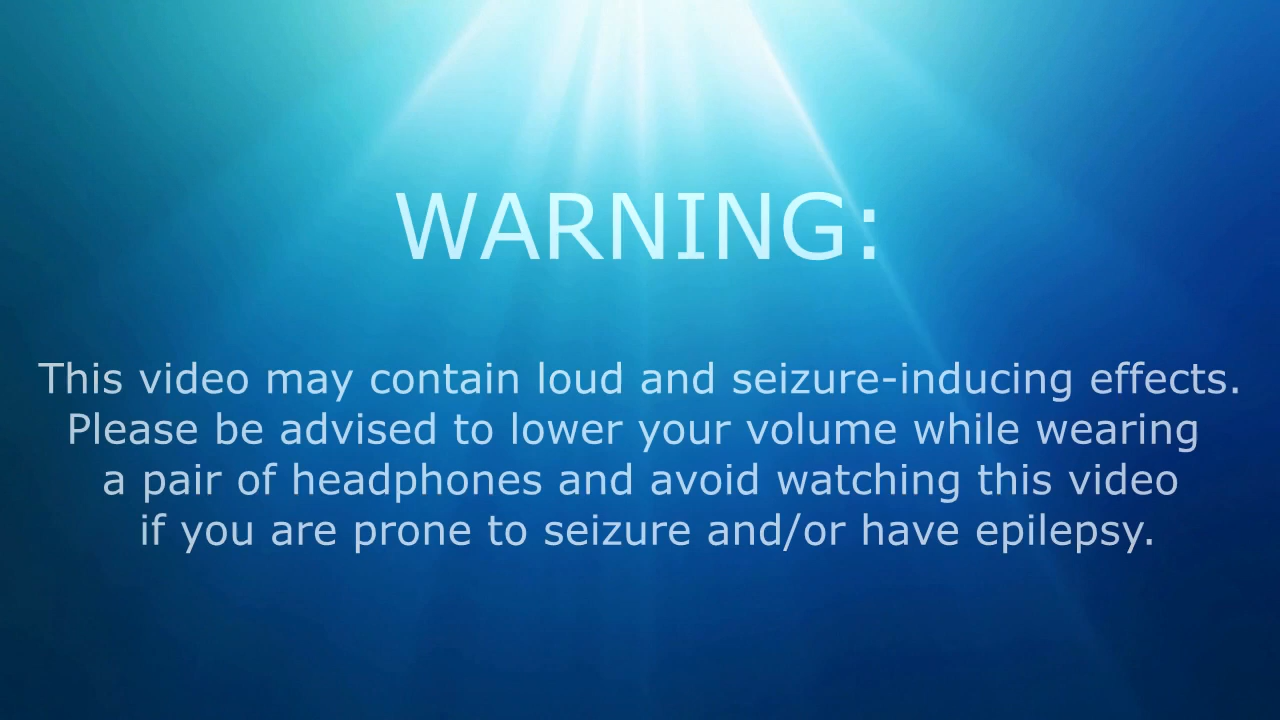 WARNING:
This video may contain loud and seizure-inducing effects.
Please be advised to lower your volume while wearing
a pair of headphones and avoid watching this video
if you are prone to seizure and/or have epilepsy.